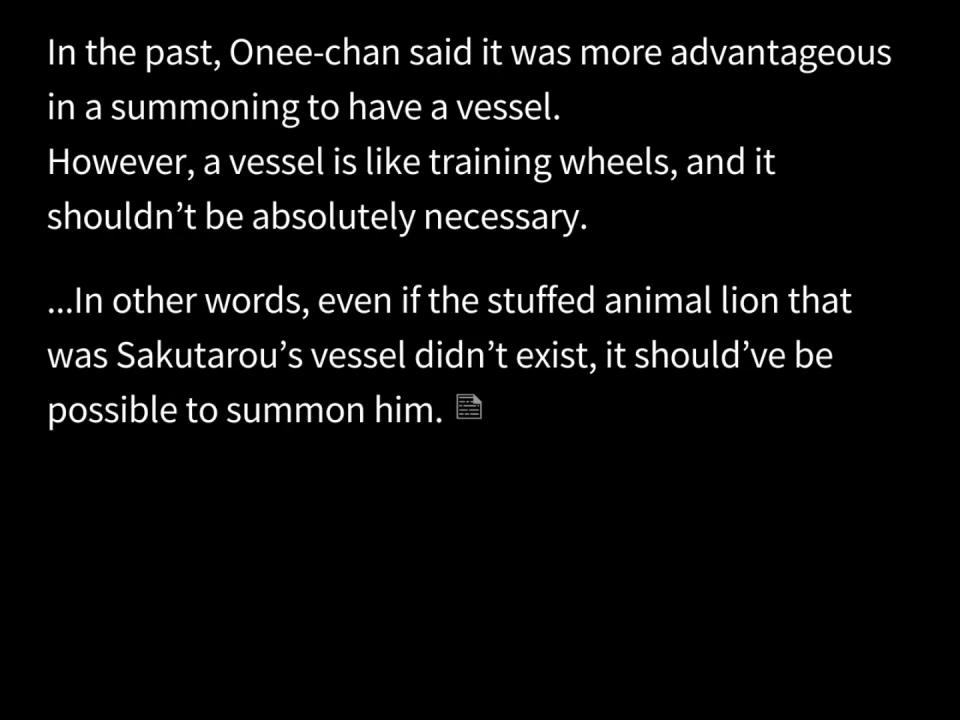 In the past, Onee-chan said it was more advantageous
in a summoning to have a vessel.
However, a vessel is like training wheels, and it
shouldn’t be absolutely necessary.
...In other words, even if the stuffed animal lion that
was Sakutarou’s vessel didn’t exist, it should’ve be
possible to summon him.